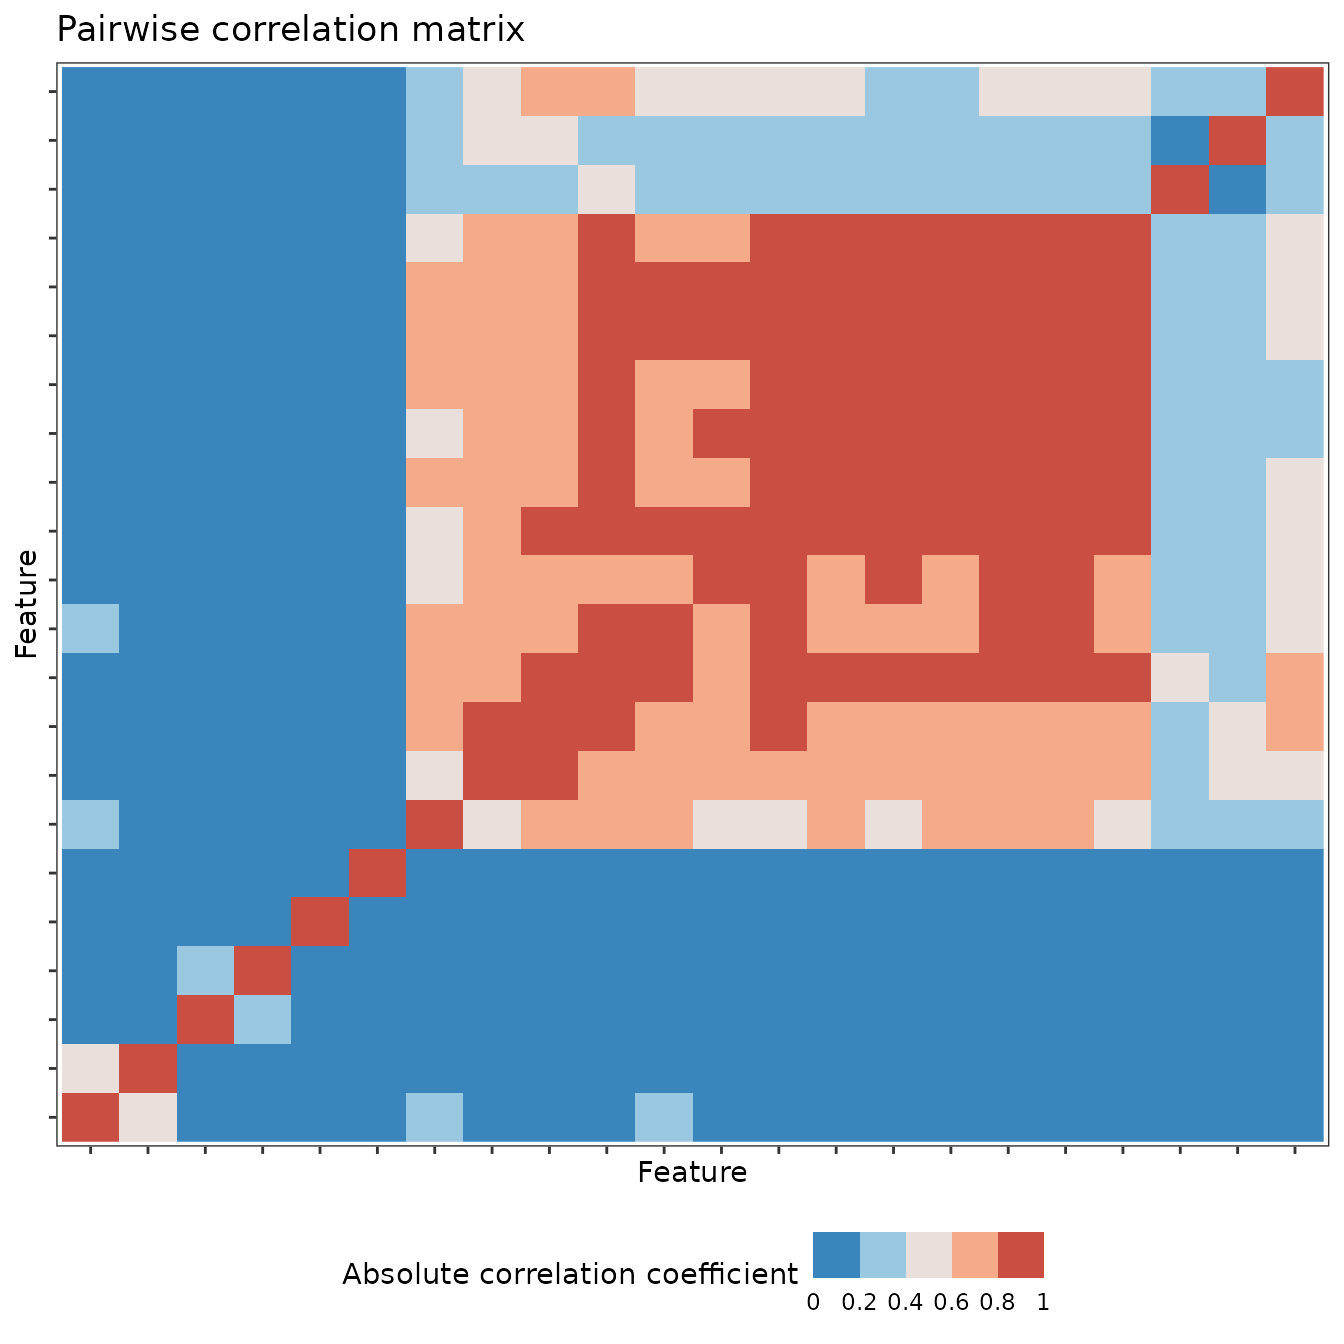 Pairwise correlation matrix
Feature
Feature
Absolute correlation coefficient
0 0.2 0.4 0.6 0.8 1